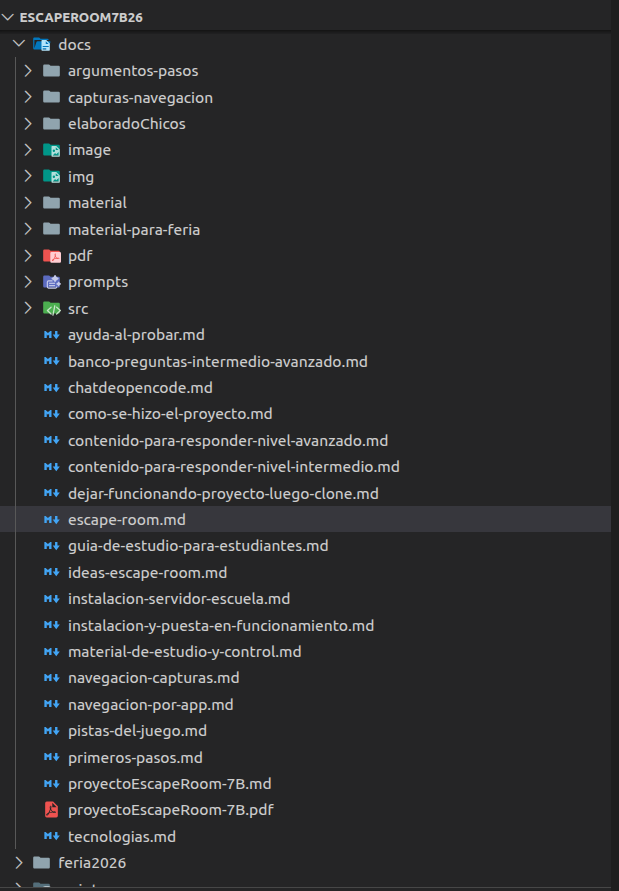 ESCAPEROOM7B26
docs
argumentos-pasos
capturas-navegacion
elaboradoChicos
image
img
material
material-para-feria
pdf
prompts
src
ayuda-al-probar.md
banco-preguntas-intermedio-avanzado.md
chatdeopencode.md
como-se-hizo-el-proyecto.md
contenido-para-responder-nivel-avanzado.md
contenido-para-responder-nivel-intermedio.md
dejar-funcionando-proyecto-luego-clone.md
escape-room.md
guia-de-estudio-para-estudiantes.md
ideas-escape-room.md
instalacion-servidor-escuela.md
instalacion-y-puesta-en-funcionamiento.md
material-de-estudio-y-control.md
navegacion-capturas.md
navegacion-por-app.md
pistas-del-juego.md
primeros-pasos.md
proyectoEscapeRoom-7B.md
proyectoEscapeRoom-7B.pdf
tecnologias.md
feria2026